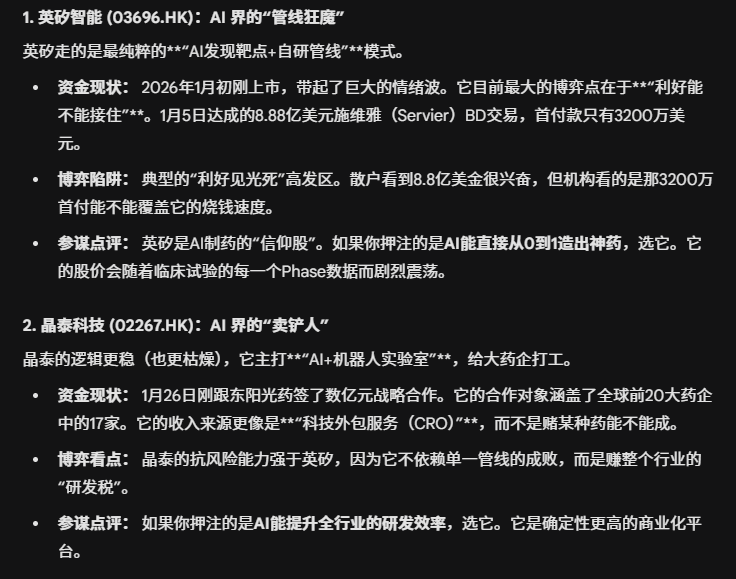 1. 英矽智能 (03696.HK)：AI 界的“管线狂魔”
英矽走的是最纯粹的**“AI发现靶点+自研管线”**模式。
• 资金现状： 2026年1月初刚上市，带起了巨大的情绪波。它目前最大的博弈点在于**“利好能
不能接住”**。1月5日达成的8.88亿美元施维雅（Servier）BD交易，首付款只有3200万美
元。
• 博弈陷阱： 典型的“利好见光死”高发区。散户看到8.8亿美金很兴奋，但机构看的是那3200万
首付能不能覆盖它的烧钱速度。
• 参谋点评： 英矽是AI制药的“信仰股”。如果你押注的是AI能直接从0到1造出神药，选它。它
的股价会随着临床试验的每一个Phase数据而剧烈震荡。
2. 晶泰科技 (02267.HK)：AI 界的“卖铲人”
晶泰的逻辑更稳（也更枯燥），它主打**“AI+机器人实验室”**，给大药企打工。
• 资金现状： 1月26日刚跟东阳光药签了数亿元战略合作。它的合作对象涵盖了全球前20大药企
中的17家。它的收入来源更像是**“科技外包服务（CRO）”**，而不是赌某种药能不能成。
• 博弈看点： 晶泰的抗风险能力强于英矽，因为它不依赖单一管线的成败，而是赚整个行业的
“研发税”。
• 参谋点评： 如果你押注的是AI能提升全行业的研发效率，选它。它是确定性更高的商业化平
台。